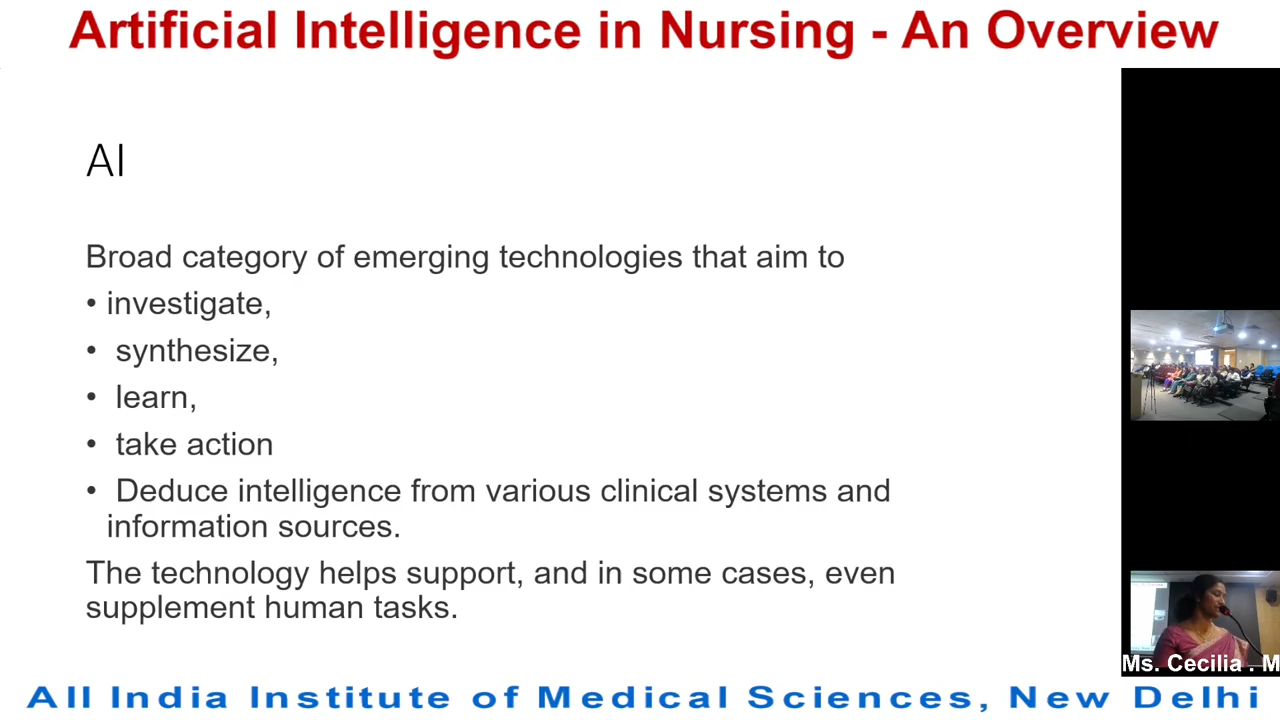 Artificial Intelligence in Nursing - An Overview
AI
Broad category of emerging technologies that aim to
• investigate,
• synthesize,
• learn,
• take action
• Deduce intelligence from various clinical systems and
information sources.
The technology helps support, and in some cases, even
supplement human tasks.
Ms. Cecilia . M
All India Institute of Medical Sciences, New Delhi